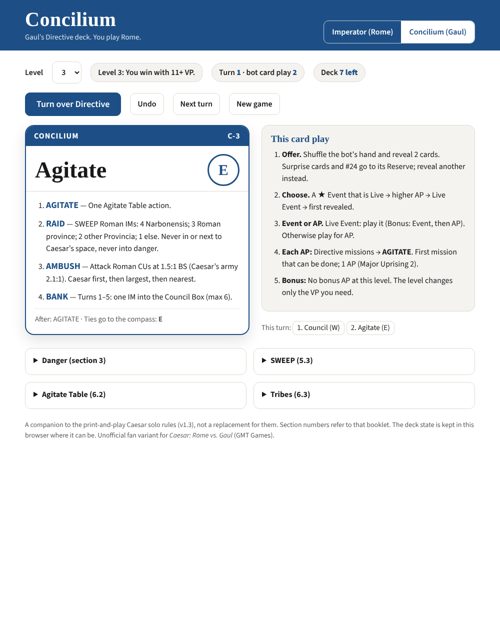 Concilium
Gaul's Directive deck. You play Rome.
Imperator (Rome)
Concilium (Gaul)
Level
3
Level 3: You win with 11+ VP.
Turn 1 · bot card play 2
Deck 7 left
Turn over Directive
Undo
Next turn
New game
CONCILIUM
C-3
Agitate
E
1. AGITATE — One Agitate Table action.
2. RAID — SWEEP Roman IMs: 4 Narbonensis; 3 Roman
province; 2 other Provincia; 1 else. Never in or next to
Caesar's space, never into danger.
3. AMBUSH — Attack Roman CUs at 1.5:1 BS (Caesar's army
2.1:1). Caesar first, then largest, then nearest.
4. BANK — Turns 1–5: one IM into the Council Box (max 6).
After: AGITATE · Ties go to the compass: E
This card play
1. Offer. Shuffle the bot's hand and reveal 2 cards.
Surprise cards and #24 go to its Reserve; reveal another
instead.
2. Choose. A ★ Event that is Live → higher AP → Live
Event → first revealed.
3. Event or AP. Live Event: play it (Bonus: Event, then AP).
Otherwise play for AP.
4. Each AP: Directive missions → AGITATE. First mission
that can be done; 1 AP (Major Uprising 2).
5. Bonus: No bonus AP at this level. The level changes
only the VP you need.
This turn:
1. Council (W)
2. Agitate (E)
▶ Danger (section 3)
▶ SWEEP (5.3)
▶ Agitate Table (6.2)
▶ Tribes (6.3)
A companion to the print-and-play Caesar solo rules (v1.3), not a replacement for them. Section numbers refer to that booklet. The deck state is kept in this
browser where it can be. Unofficial fan variant for Caesar: Rome vs. Gaul (GMT Games).